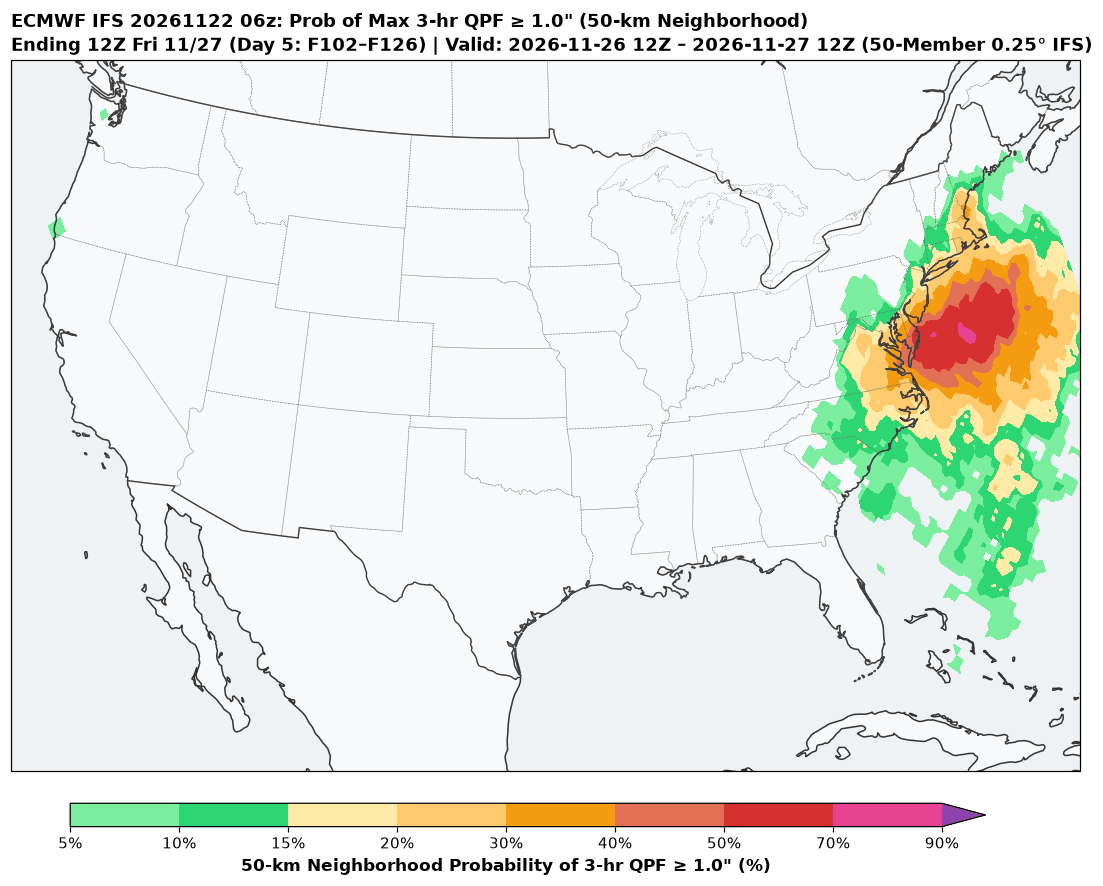 ECMWF IFS 20261122 06z: Prob of Max 3-hr QPF ≥ 1.0" (50-km Neighborhood)
Ending 12Z Fri 11/27 (Day 5: F102–F126) | Valid: 2026-11-26 12Z – 2026-11-27 12Z (50-Member 0.25° IFS)
5% 10% 15% 20% 30% 40% 50% 70% 90%
50-km Neighborhood Probability of 3-hr QPF ≥ 1.0" (%)